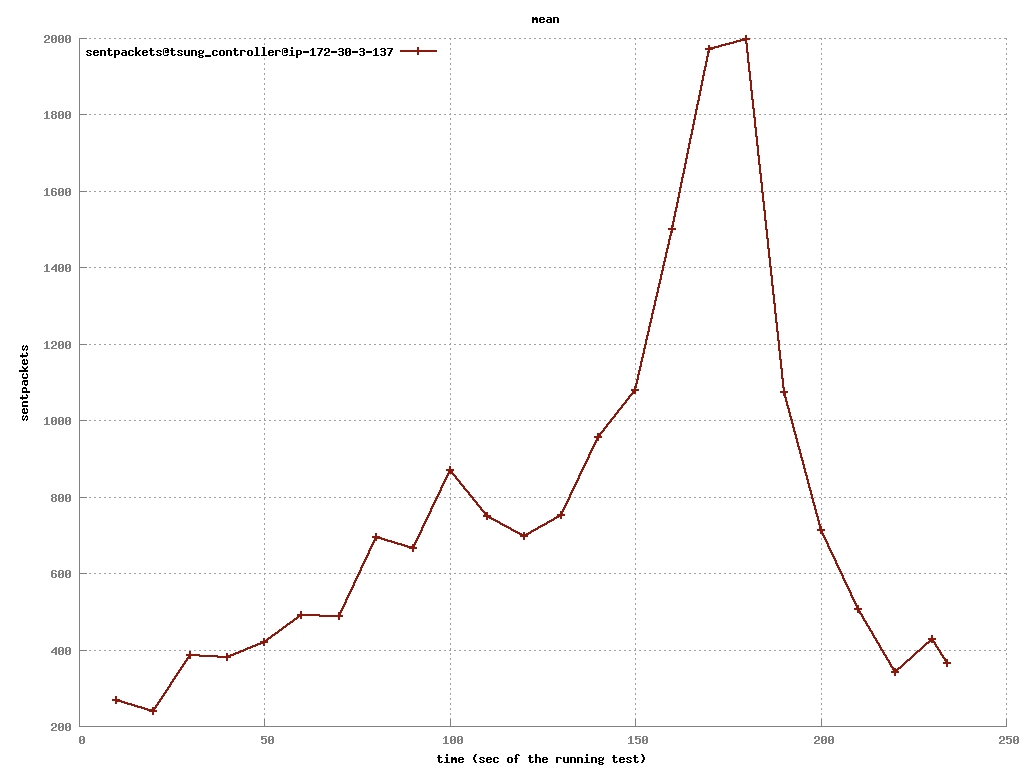 mean
sentpackets@tsung_controller@ip-172-30-3-137
2000
1800
1600
1400
1200
1000
800
600
400
200
sentpackets
0 50 100 150 200 250
time (sec of the running test)